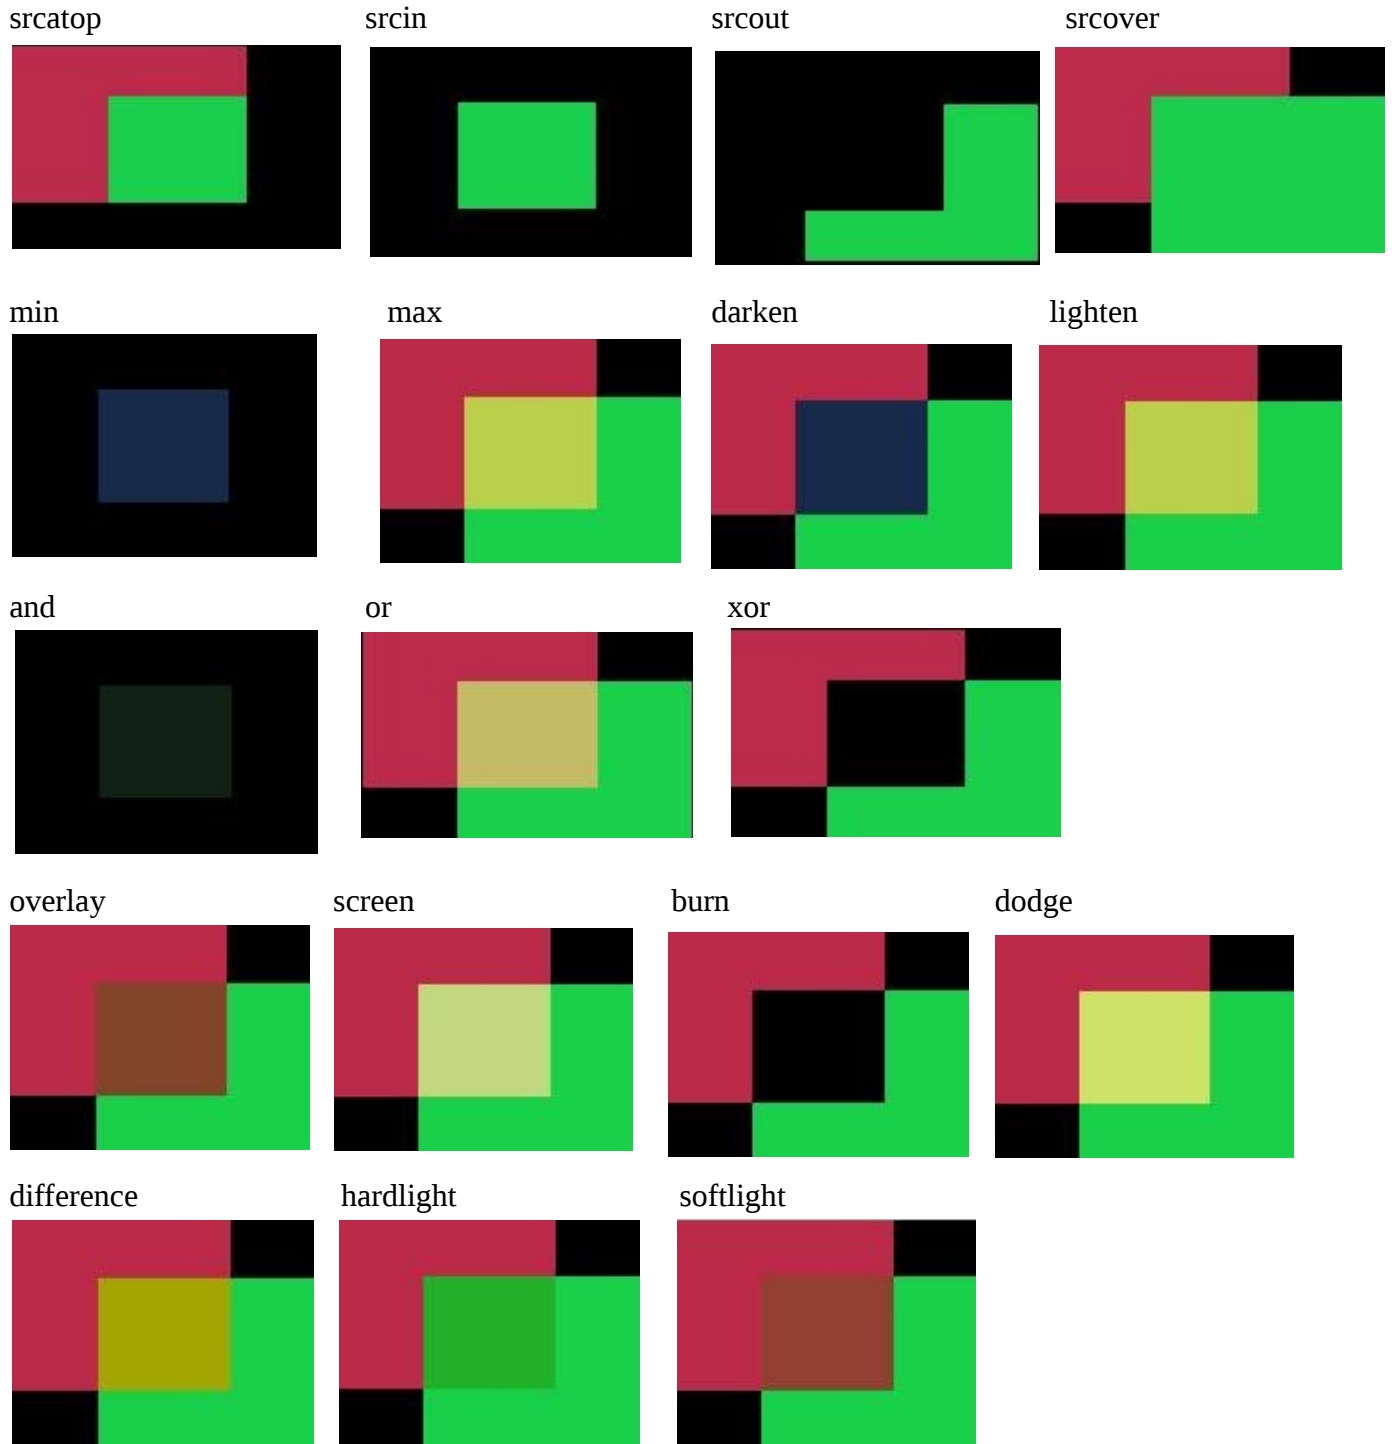 srcatop srcin srcout srcover
min max darken lighten
and or xor
overlay screen burn dodge
difference hardlight softlight